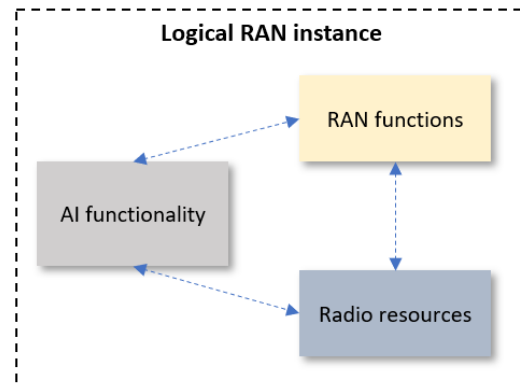 Logical RAN instance
RAN functions
AI functionality
Radio resources